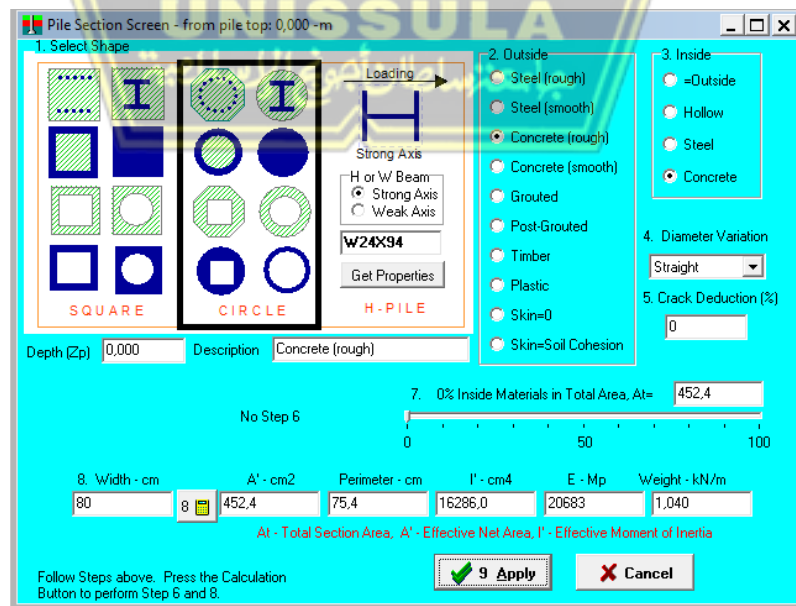 Pile Section Screen - from pile top: 0,000 -m
UNISSULA
1. Select Shape
Loading
Strong Axis
H or W Beam
Strong Axis
Weak Axis
W24X94
Get Properties
SQUARE
CIRCLE
H-PILE
2. Outside
Steel (rough)
Steel (smooth)
Concrete (rough)
Concrete (smooth)
Grouted
Post-Grouted
Timber
Plastic
Skin=0
Skin=Soil Cohesion
3. Inside
=Outside
Hollow
Steel
Concrete
4. Diameter Variation
Straight
5. Crack Deduction (%)
0
Depth (Zp) 0,000 Description Concrete (rough)
No Step 6
7. 0% Inside Materials in Total Area, At= 452,4
0 50 100
8. Width - cm A' - cm2 Perimeter - cm I' - cm4 E - Mp Weight - kN/m
80 8 452,4 75,4 16286,0 20683 1,040
At - Total Section Area, A' - Effective Net Area, I' - Effective Moment of Inertia
Follow Steps above. Press the Calculation
Button to perform Step 6 and 8.
9 Apply
Cancel